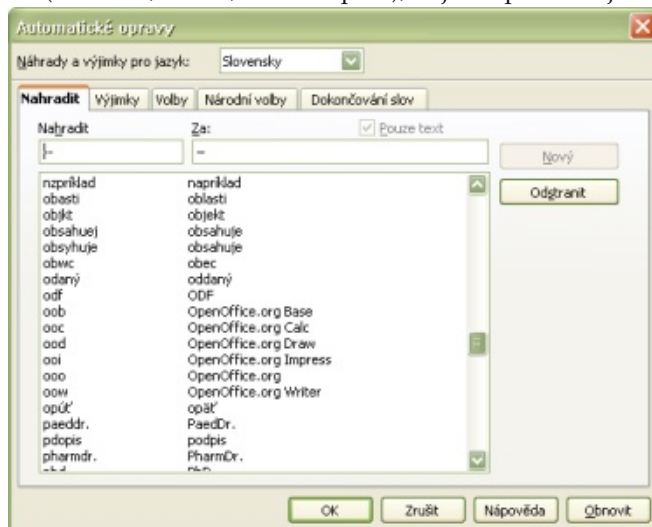 Automatické opravy
Náhrady a výjimky pro jazyk: Slovensky
Nahradit Výjimky Volby Národní volby Dokončování slov
Nahradit Za: Pouze text
-- –
Nový
Odstranit
nzpríklad napríklad
obasti oblasti
objkt objekt
obsahuej obsahuje
obsyhuje obsahuje
obwc obec
odaný oddaný
odf ODF
oob OpenOffice.org Base
ooc OpenOffice.org Calc
ood OpenOffice.org Draw
ooi OpenOffice.org Impress
ooo OpenOffice.org
oow OpenOffice.org Writer
opúť opäť
paeddr. PaedDr.
pdopis podpis
pharmdr. PharmDr.
OK Zrušit Nápověda Obnovit